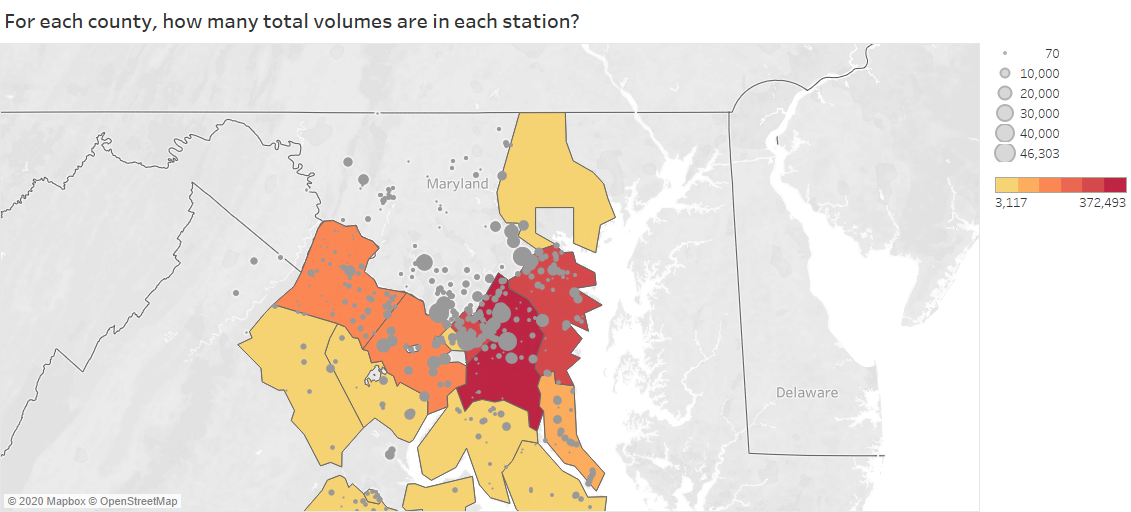 For each county, how many total volumes are in each station?
70
10,000
20,000
30,000
40,000
46,303
3,117 372,493
Maryland
Delaware
© 2020 Mapbox © OpenStreetMap